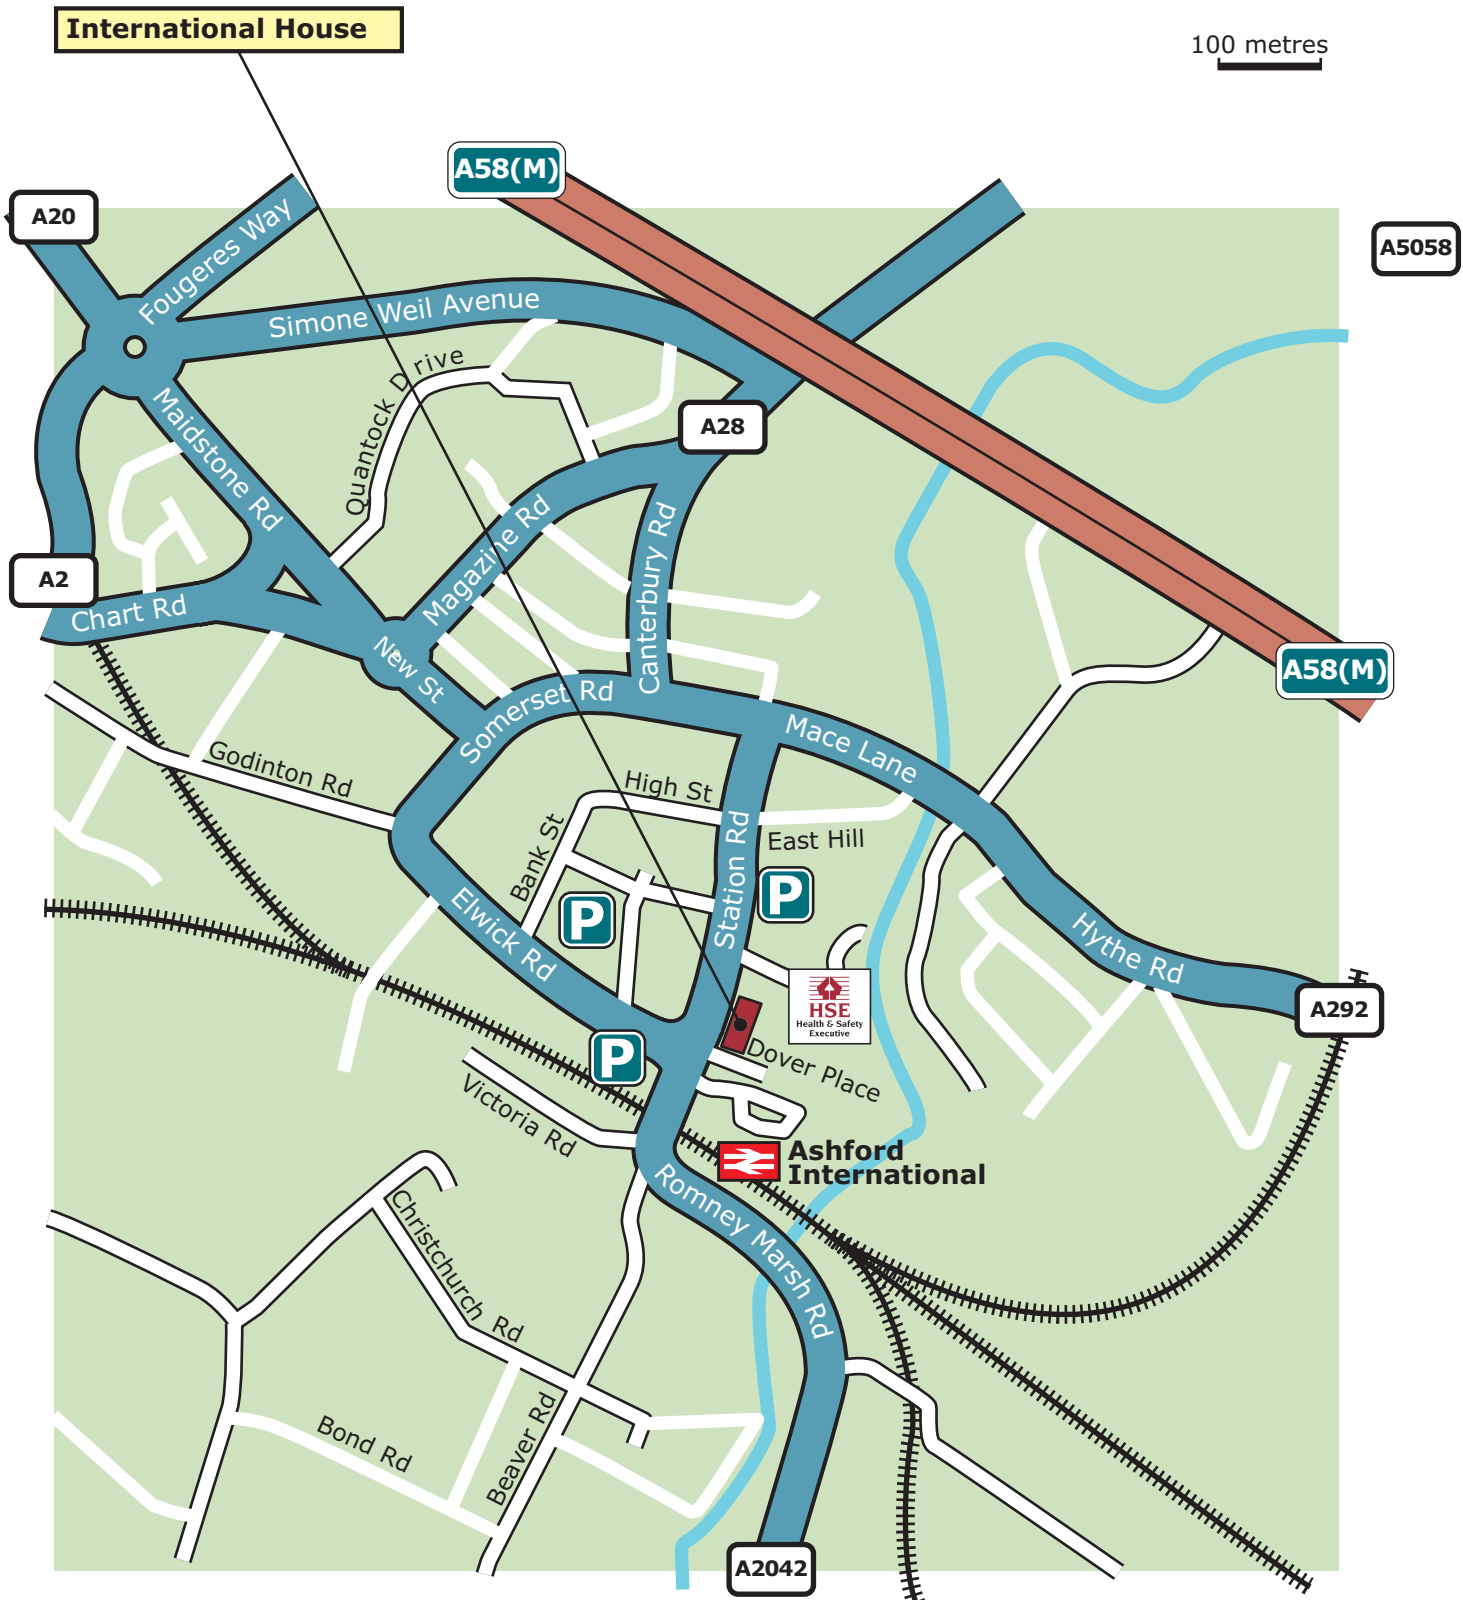 International House
100 metres
A58(M)
A20
Fougeres Way
A5058
Simone Weil Avenue
Quantock Drive
Maidstone Rd
A28
Magazine Rd
Canterbury Rd
A2
Chart Rd
New St
A58(M)
Somerset Rd
Mace Lane
Godinton Rd
High St
East Hill
Bank St
Station Rd
P
P
Elwick Rd
Hythe Rd
HSE
Health & Safety
Executive
A292
P
Dover Place
Victoria Rd
Ashford
International
Romney Marsh Rd
Christchurch Rd
Beaver Rd
Bond Rd
A2042